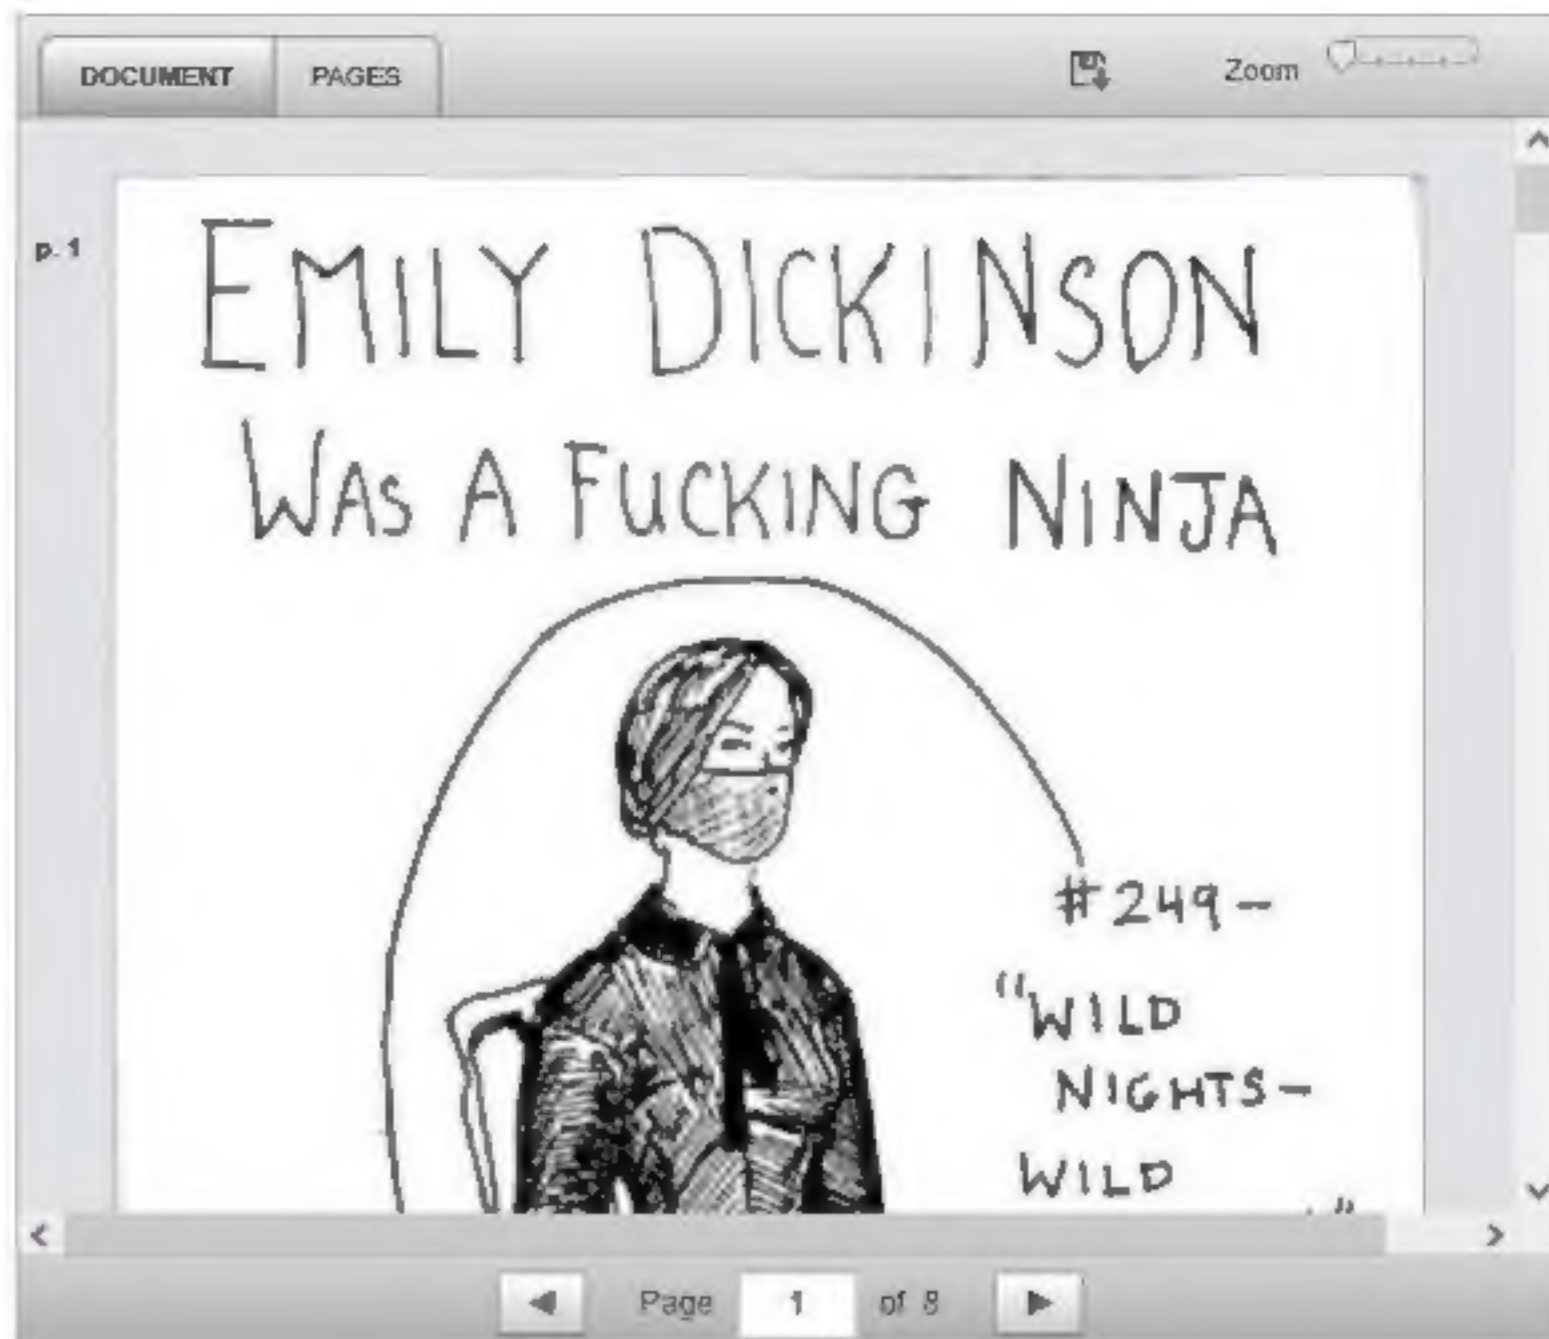 DOCUMENT PAGES Zoom
p. 1
EMILY DICKINSON
WAS A FUCKING NINJA
#249-
"WILD
NIGHTS-
WILD
"
Page 1 of 8